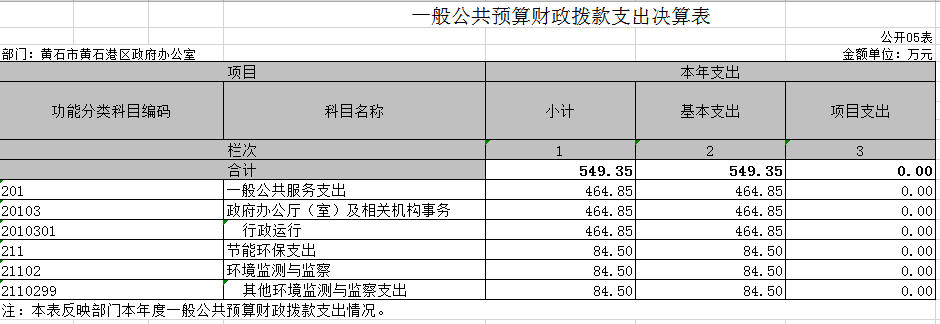 一般公共预算财政拨款支出决算表
公开05表
部门：黄石市黄石港区政府办公室 金额单位：万元
项目 本年支出
功能分类科目编码 科目名称 小计 基本支出 项目支出
栏次 1 2 3
合计 549.35 549.35 0.00
201 一般公共服务支出 464.85 464.85 0.00
20103 政府办公厅（室）及相关机构事务 464.85 464.85 0.00
2010301 行政运行 464.85 464.85 0.00
211 节能环保支出 84.50 84.50 0.00
21102 环境监测与监察 84.50 84.50 0.00
2110299 其他环境监测与监察支出 84.50 84.50 0.00
注：本表反映部门本年度一般公共预算财政拨款支出情况。